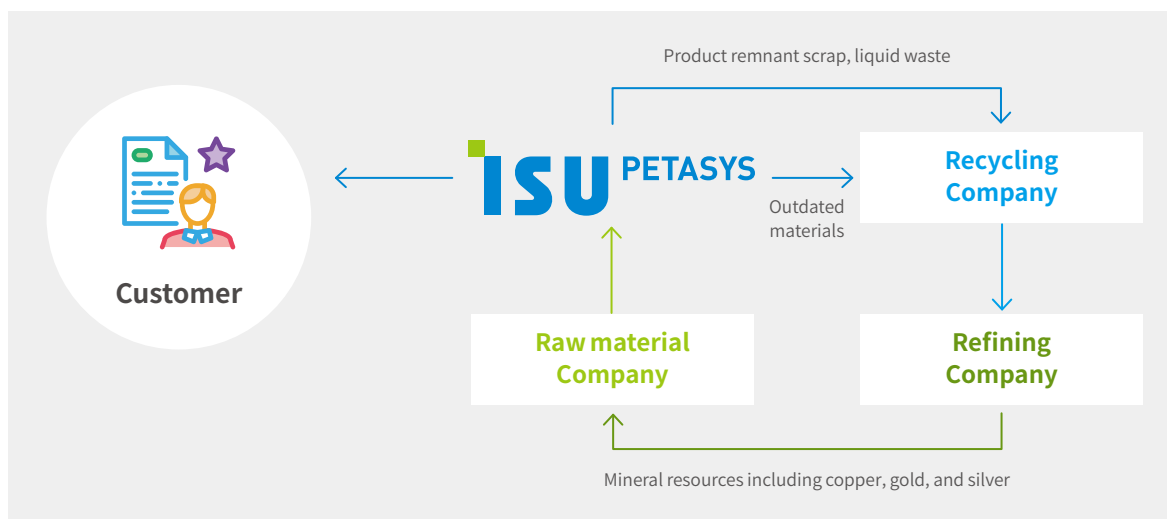 Product remnant scrap, liquid waste
ISU PETASYS
Recycling
Company
Outdated
materials
Customer
Raw material
Company
Refining
Company
Mineral resources including copper, gold, and silver